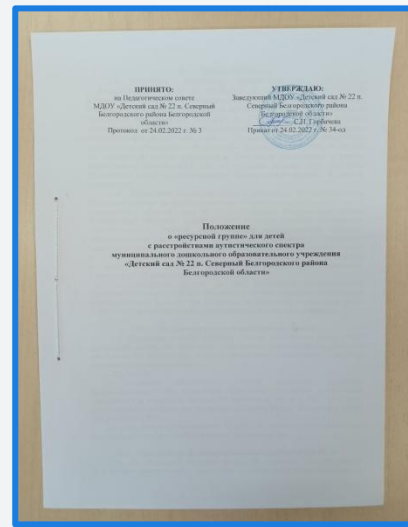 ПРИНЯТО:
на Педагогическом совете
МДОУ «Детский сад № 22 п. Северный
Белгородского района Белгородской
области»
Протокол от 24.02.2022 г. № 3
УТВЕРЖДАЮ:
Заведующий МДОУ «Детский сад № 22 п.
Северный Белгородского района
Белгородской области»
С.Н. Горбачева
Приказ от 24.02.2022 г. № 34-од
Положение
о «ресурсной группе» для детей
с расстройствами аутистического спектра
муниципального дошкольного образовательного учреждения
«Детский сад № 22 п. Северный Белгородского района
Белгородской области»